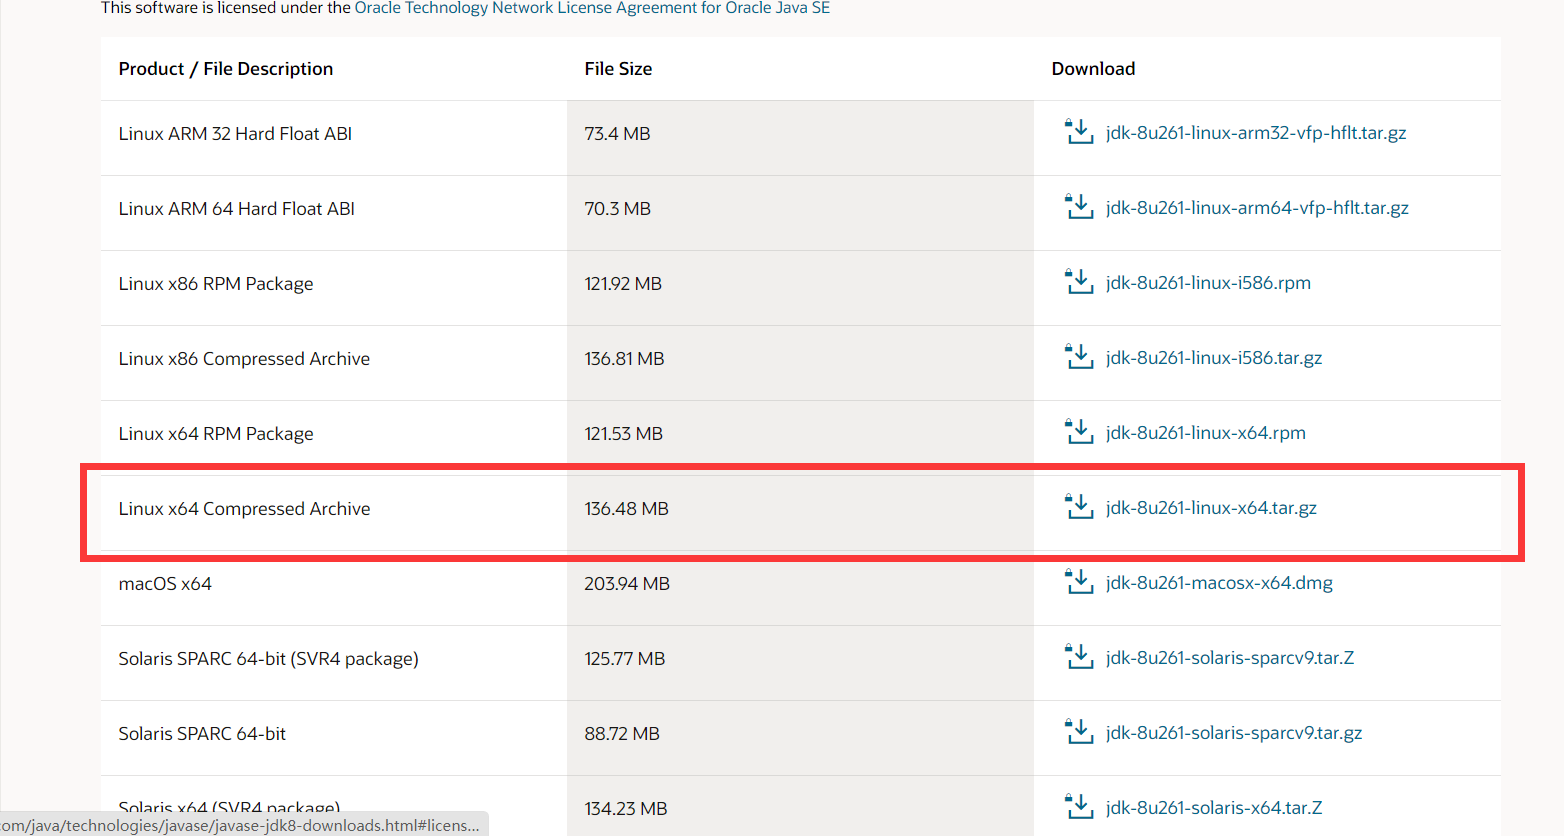 This software is licensed under the Oracle Technology Network License Agreement for Oracle Java SE
Product / File Description File Size Download
Linux ARM 32 Hard Float ABI 73.4 MB jdk-8u261-linux-arm32-vfp-hflt.tar.gz
Linux ARM 64 Hard Float ABI 70.3 MB jdk-8u261-linux-arm64-vfp-hflt.tar.gz
Linux x86 RPM Package 121.92 MB jdk-8u261-linux-i586.rpm
Linux x86 Compressed Archive 136.81 MB jdk-8u261-linux-i586.tar.gz
Linux x64 RPM Package 121.53 MB jdk-8u261-linux-x64.rpm
Linux x64 Compressed Archive 136.48 MB jdk-8u261-linux-x64.tar.gz
macOS x64 203.94 MB jdk-8u261-macosx-x64.dmg
Solaris SPARC 64-bit (SVR4 package) 125.77 MB jdk-8u261-solaris-sparcv9.tar.Z
Solaris SPARC 64-bit 88.72 MB jdk-8u261-solaris-sparcv9.tar.gz
Solaris x64 (SVR4 package) 134.23 MB jdk-8u261-solaris-x64.tar.Z
com/java/technologies/javase/javase-jdk8-downloads.html#licens...